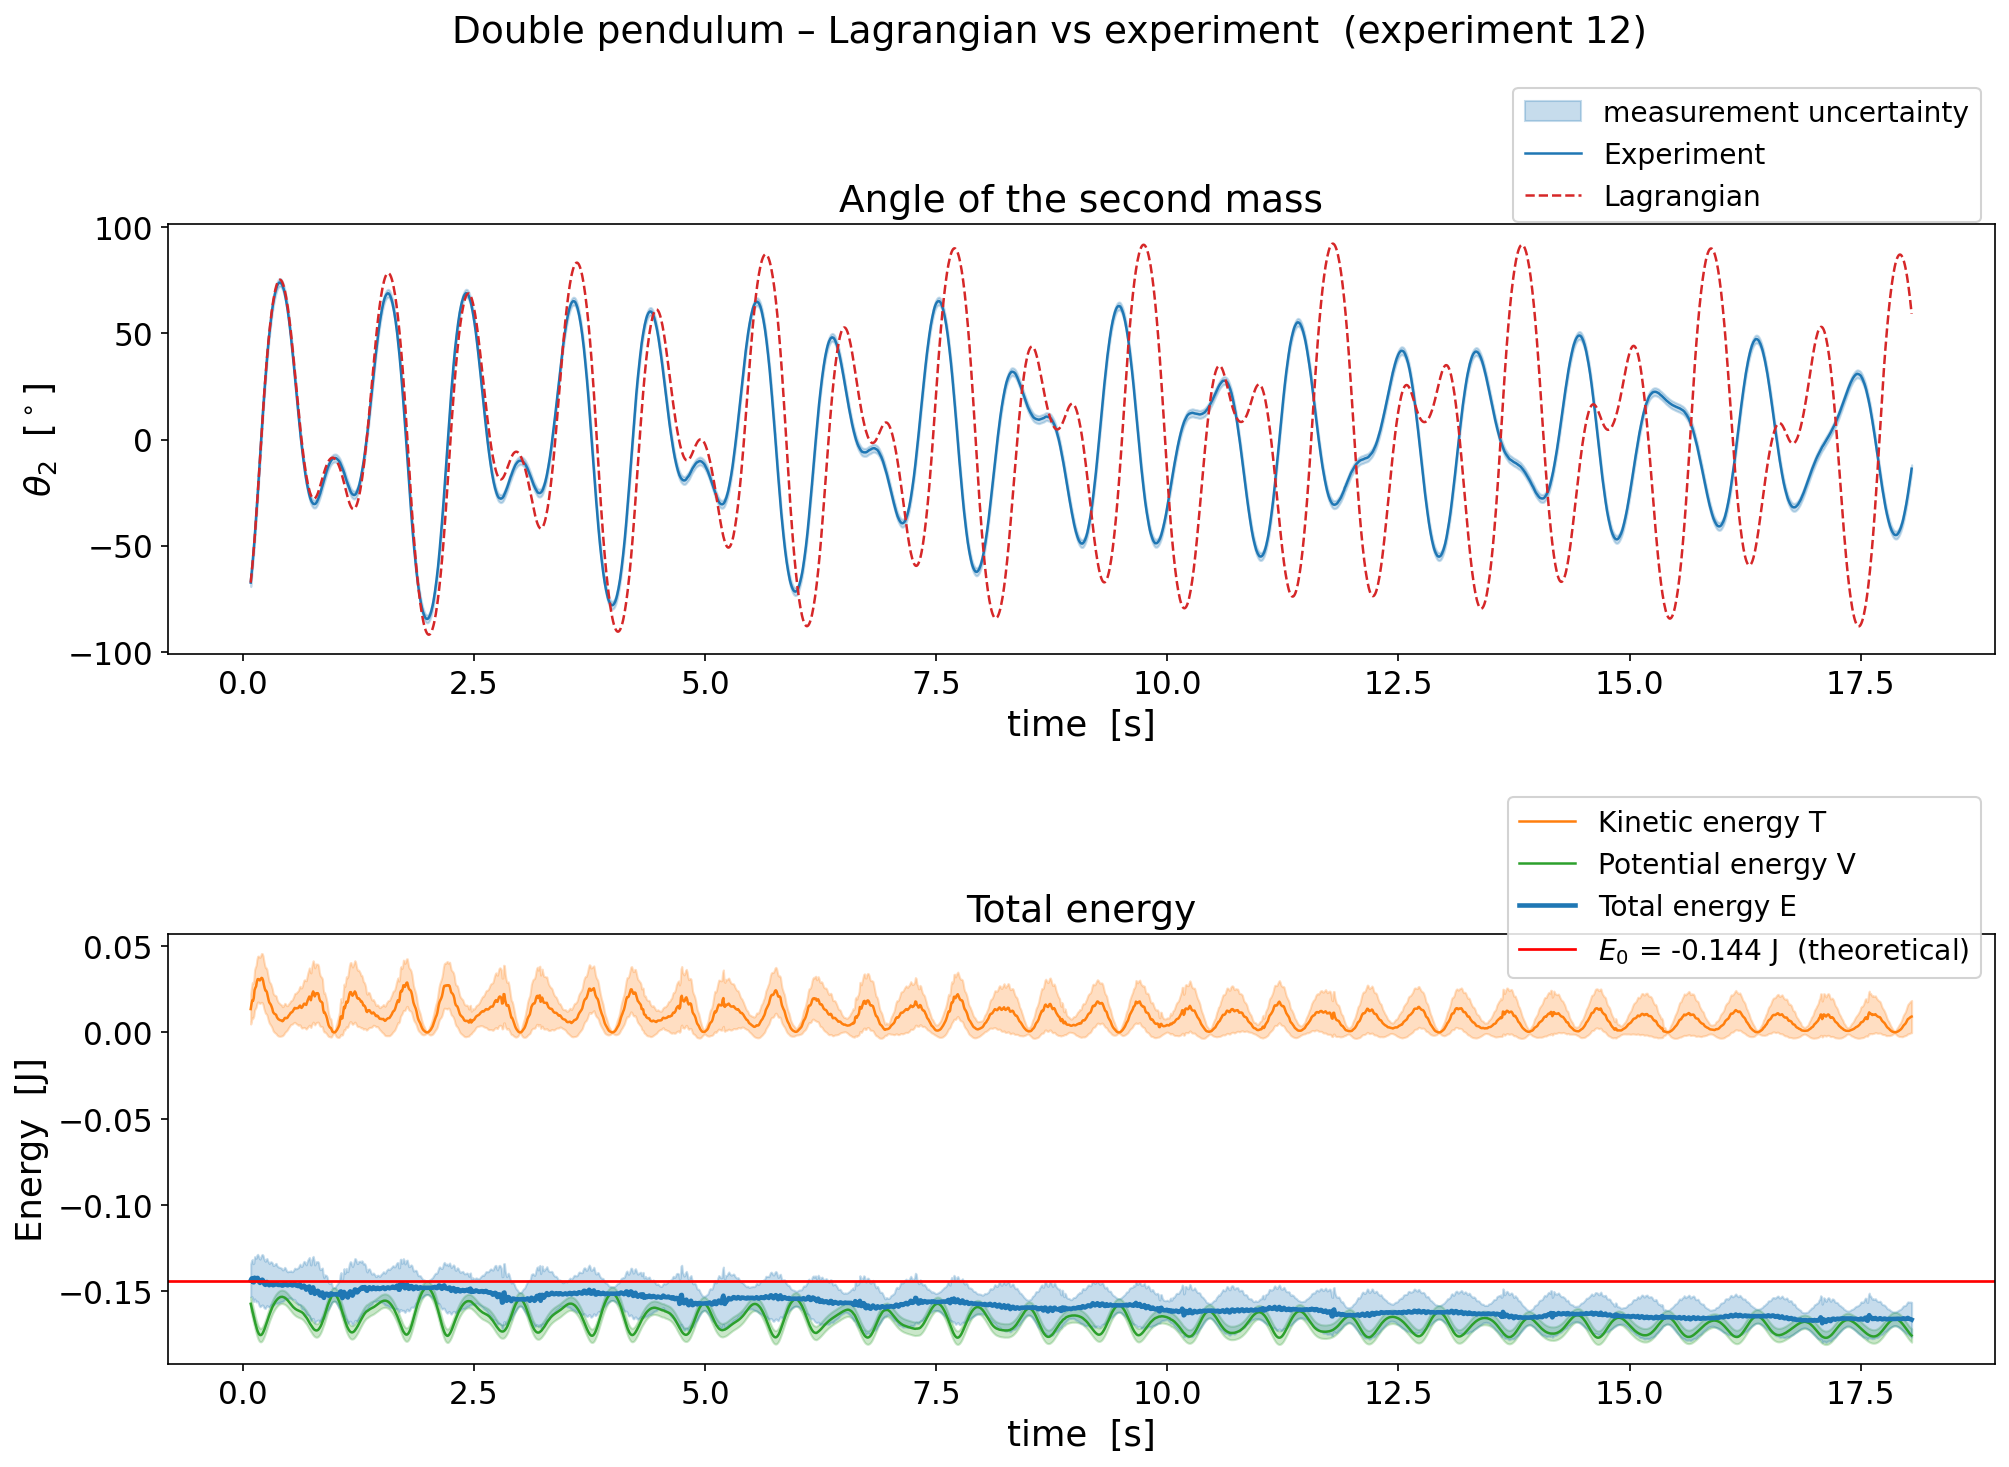 Double pendulum – Lagrangian vs experiment  (experiment 12)
measurement uncertainty
Experiment
Lagrangian
Angle of the second mass
100
50
0
−50
−100
θ₂  [°]
0.0 2.5 5.0 7.5 10.0 12.5 15.0 17.5
time  [s]
Kinetic energy T
Potential energy V
Total energy E
E₀ = -0.144 J  (theoretical)
Total energy
0.05
0.00
−0.05
−0.10
−0.15
Energy  [J]
0.0 2.5 5.0 7.5 10.0 12.5 15.0 17.5
time  [s]